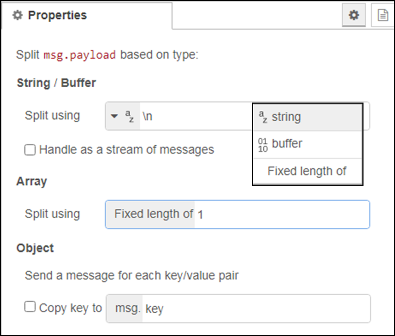 Properties
Split msg.payload based on type:
String / Buffer
Split using a z \n
a z string
01 10 buffer
Fixed length of
Handle as a stream of messages
Array
Split using Fixed length of 1
Object
Send a message for each key/value pair
Copy key to msg. key